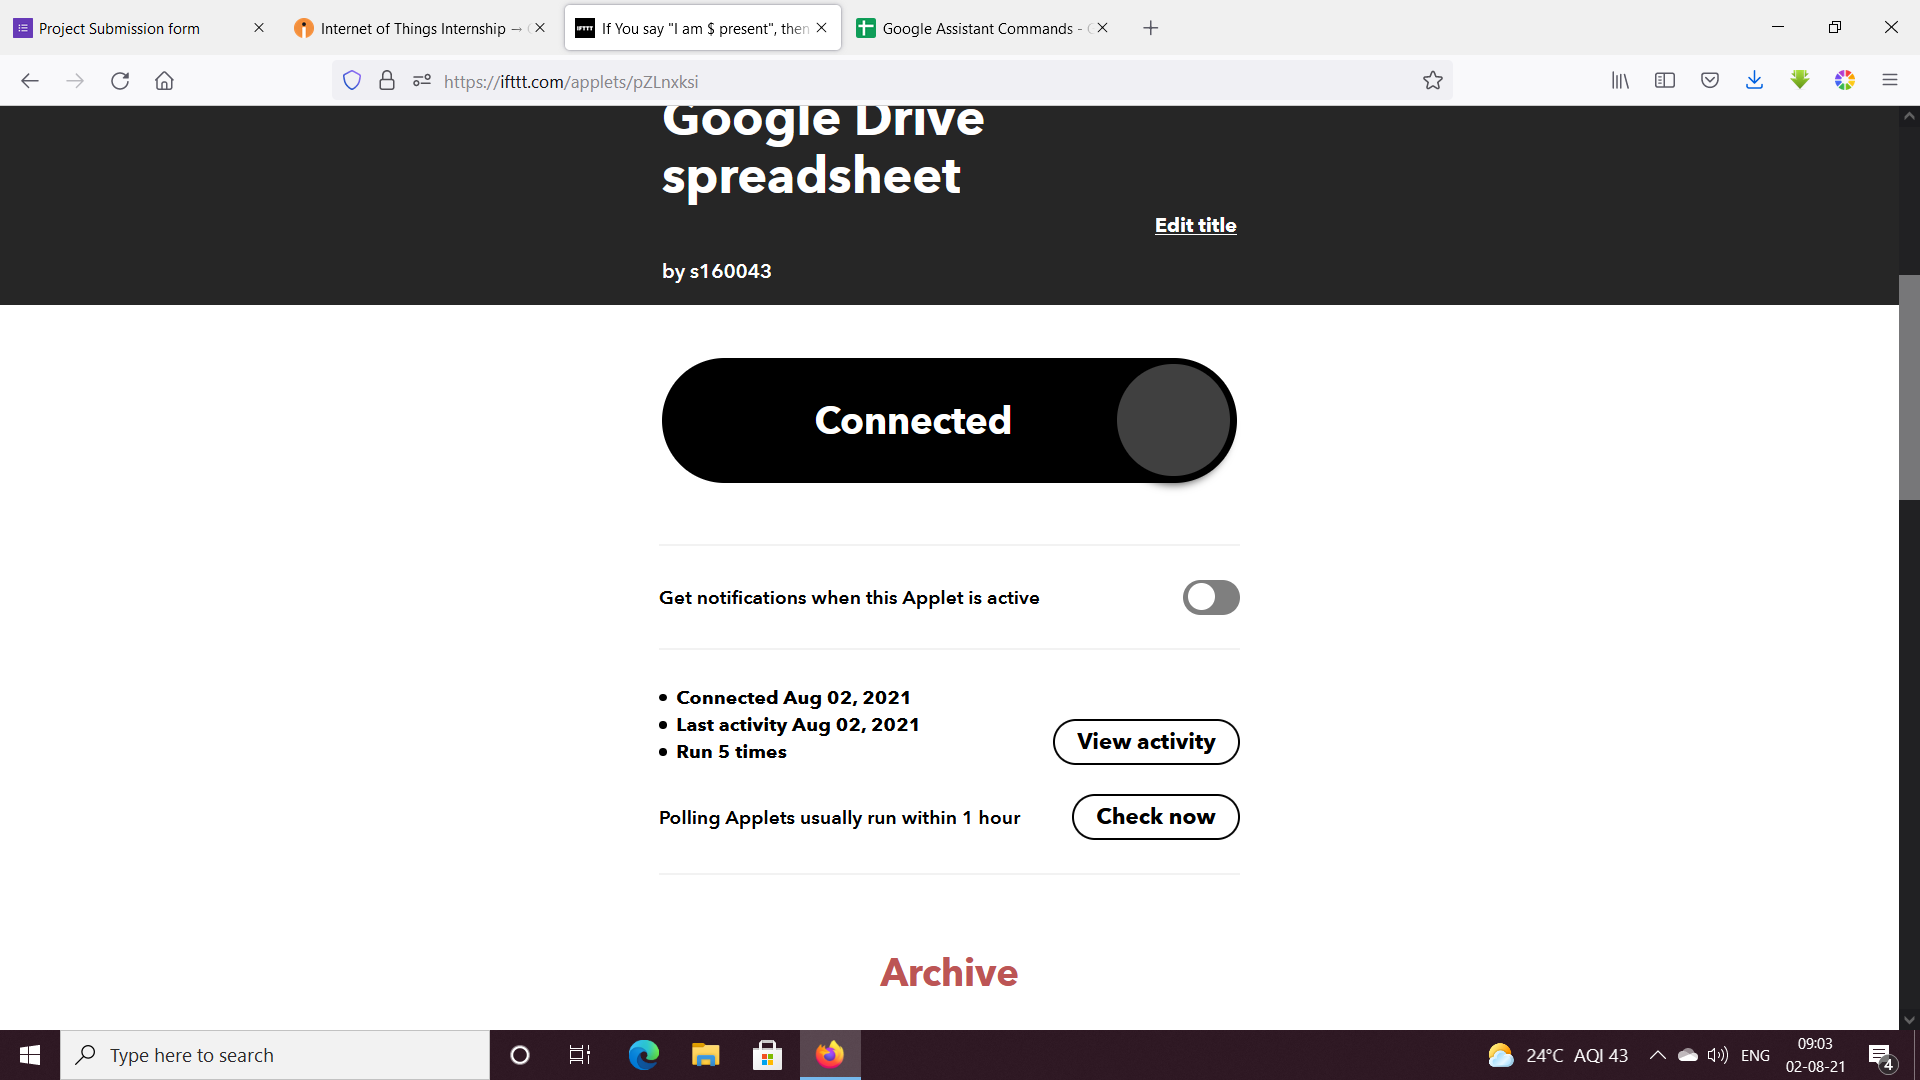 Project Submission form
Internet of Things Internship → (
IFTTT If You say "I am $ present", then
Google Assistant Commands - G
https://ifttt.com/applets/pZLnxksi
Google Drive
spreadsheet
Edit title
by s160043
Connected
Get notifications when this Applet is active
• Connected Aug 02, 2021
• Last activity Aug 02, 2021
• Run 5 times
View activity
Polling Applets usually run within 1 hour
Check now
Archive
Type here to search
24°C AQI 43
ENG
09:03
02-08-21
4